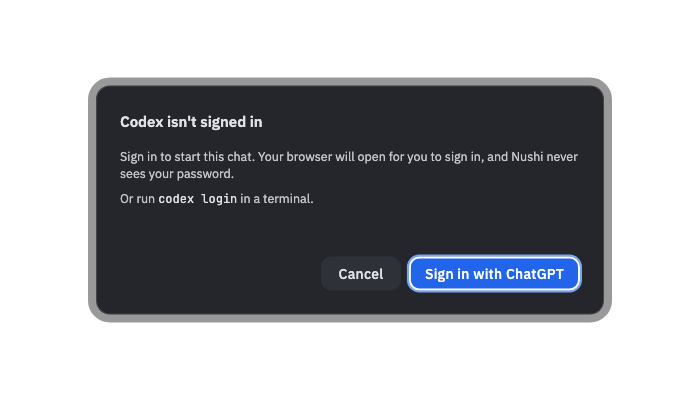 Codex isn't signed in
Sign in to start this chat. Your browser will open for you to sign in, and Nushi never
sees your password.
Or run codex login in a terminal.
Cancel
Sign in with ChatGPT